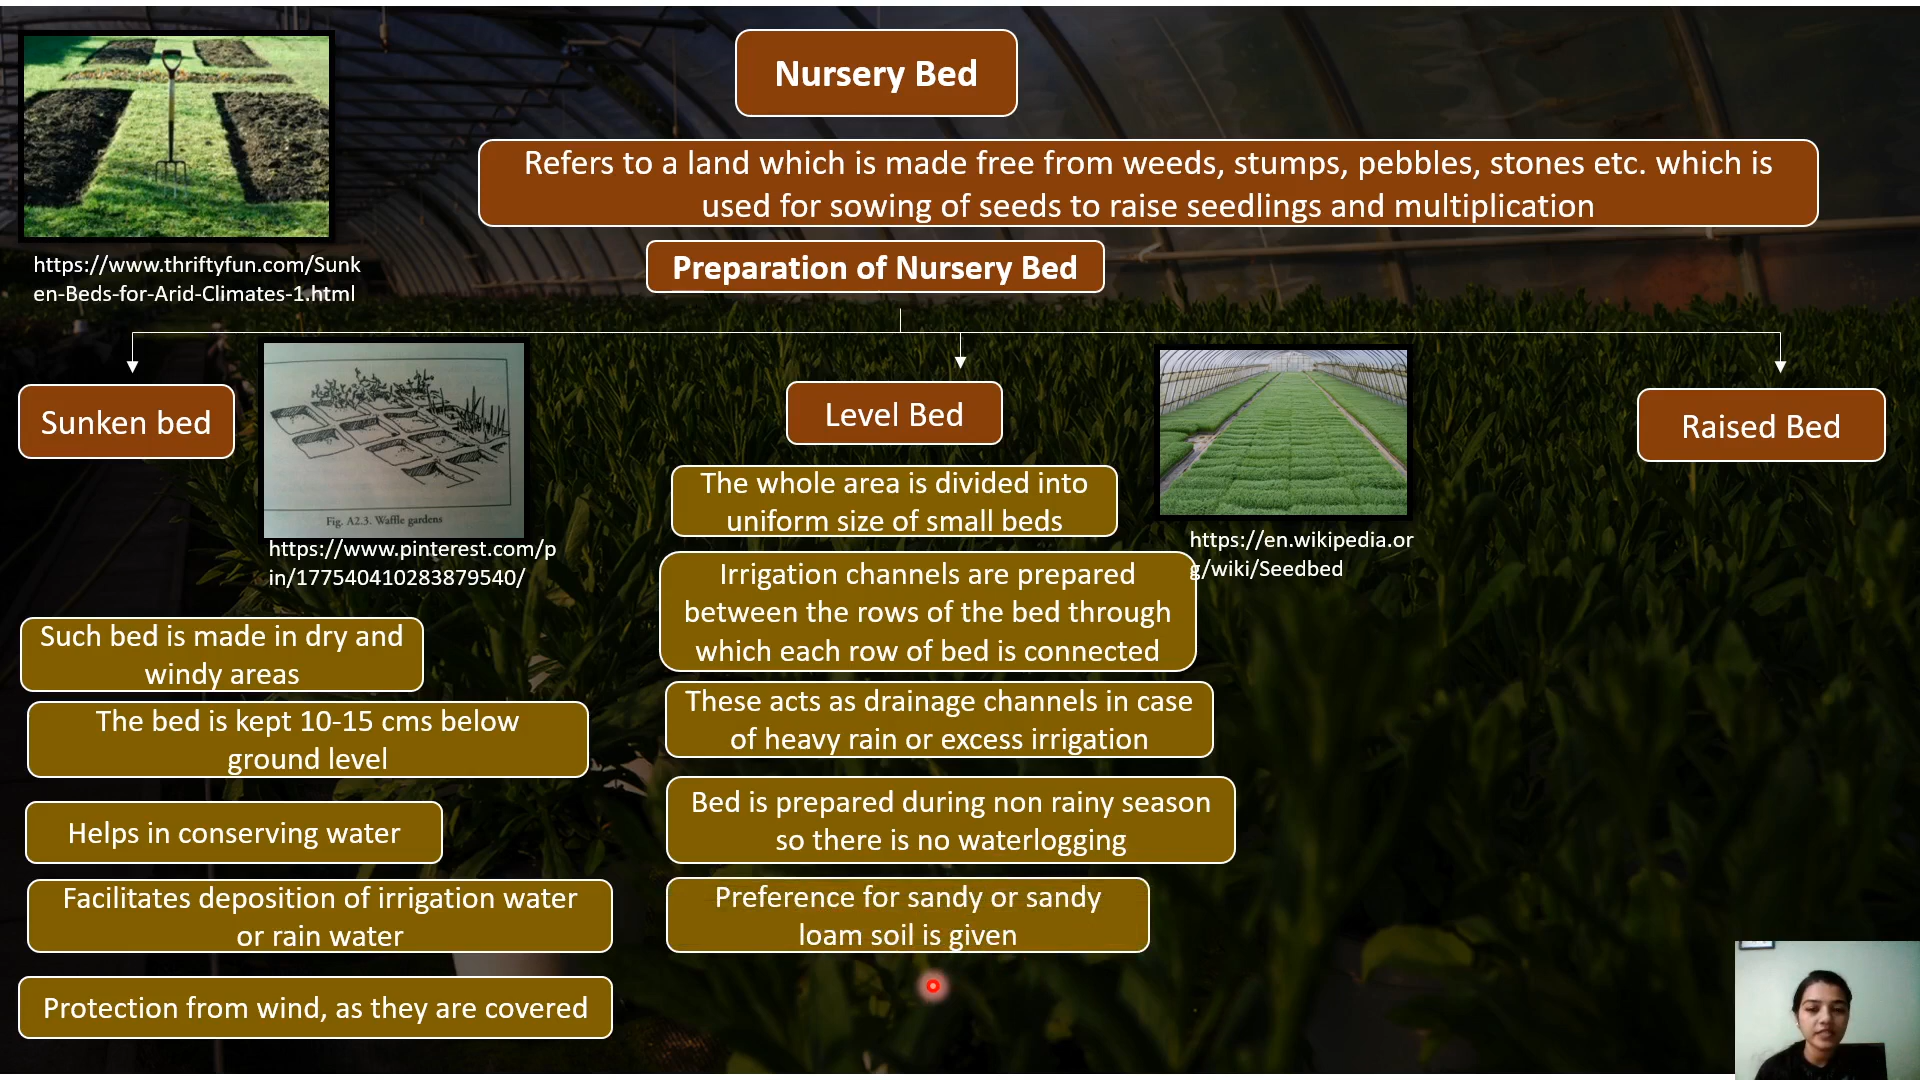 Nursery Bed
Refers to a land which is made free from weeds, stumps, pebbles, stones etc. which is
used for sowing of seeds to raise seedlings and multiplication
https://www.thriftyfun.com/Sunk
en-Beds-for-Arid-Climates-1.html
Preparation of Nursery Bed
Sunken bed
Fig. A2.3. Waffle gardens
https://www.pinterest.com/p
in/177540410283879540/
Such bed is made in dry and
windy areas
The bed is kept 10-15 cms below
ground level
Helps in conserving water
Facilitates deposition of irrigation water
or rain water
Protection from wind, as they are covered
Level Bed
The whole area is divided into
uniform size of small beds
https://en.wikipedia.or
g/wiki/Seedbed
Irrigation channels are prepared
between the rows of the bed through
which each row of bed is connected
These acts as drainage channels in case
of heavy rain or excess irrigation
Bed is prepared during non rainy season
so there is no waterlogging
Preference for sandy or sandy
loam soil is given
Raised Bed